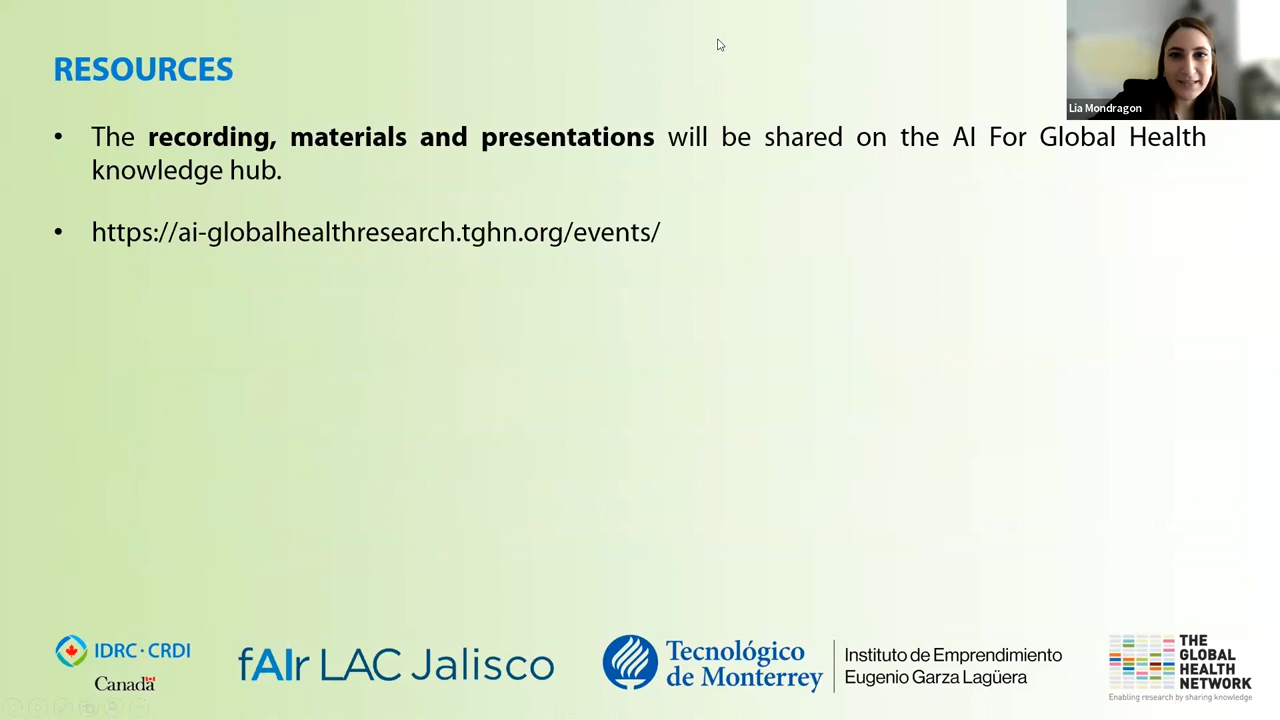 RESOURCES
Lia Mondragon
• The recording, materials and presentations will be shared on the AI For Global Health
knowledge hub.
• https://ai-globalhealthresearch.tghn.org/events/
IDRC · CRDI
Canada
fAIr LAC Jalisco
Tecnológico
de Monterrey
Instituto de Emprendimiento
Eugenio Garza Lagüera
THE
GLOBAL
HEALTH
NETWORK
Enabling research by sharing knowledge